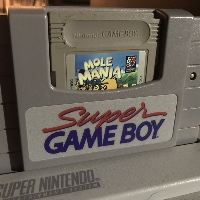 Nintendo GAME BOY
MOLE
MANIA
Super
GAME BOY
SUPER NINTENDO